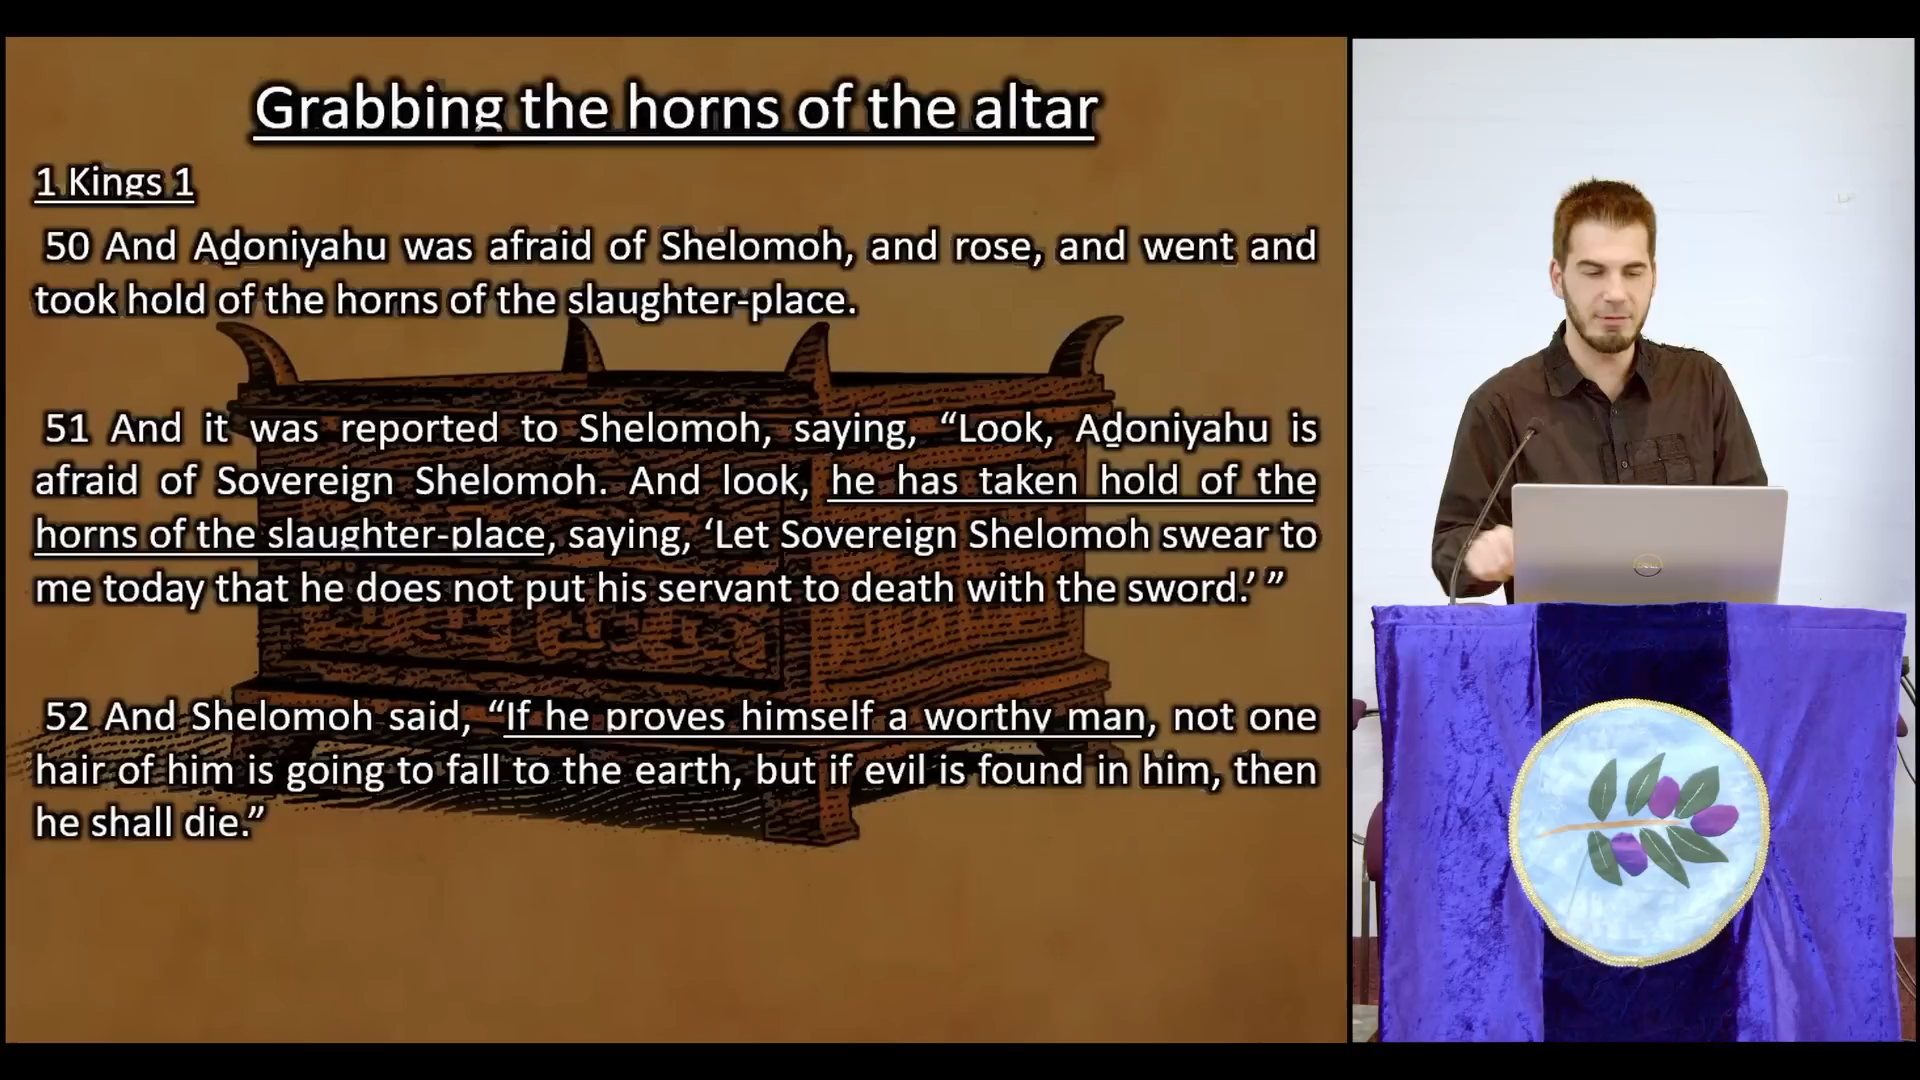 Grabbing the horns of the altar
1 Kings 1
50 And Aḏoniyahu was afraid of Shelomoh, and rose, and went and
took hold of the horns of the slaughter-place.
51 And it was reported to Shelomoh, saying, “Look, Aḏoniyahu is
afraid of Sovereign Shelomoh. And look, he has taken hold of the
horns of the slaughter-place, saying, ‘Let Sovereign Shelomoh swear to
me today that he does not put his servant to death with the sword.’ ”
52 And Shelomoh said, “If he proves himself a worthy man, not one
hair of him is going to fall to the earth, but if evil is found in him, then
he shall die.”
DELL